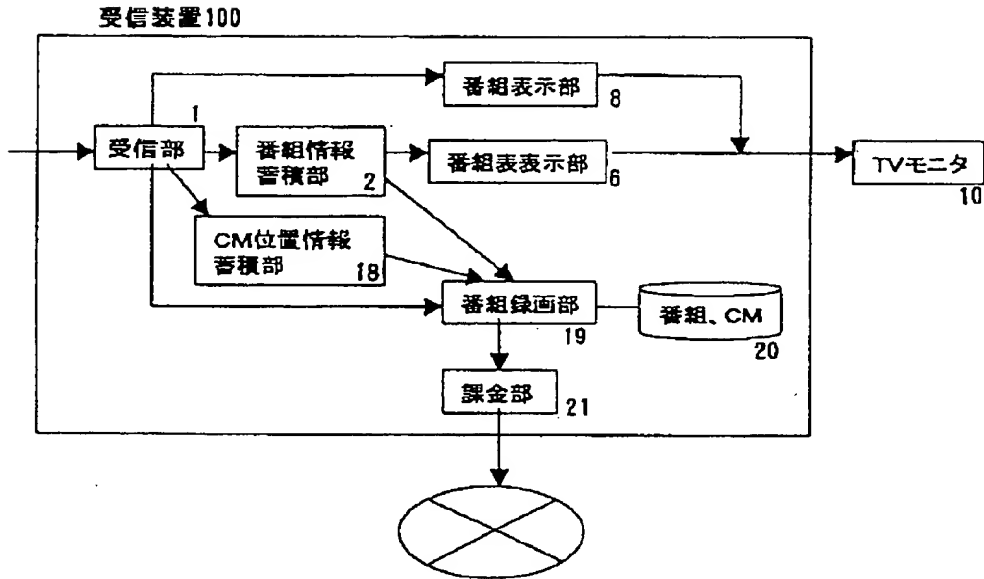 受信装置100
番組表示部
8
1
受信部
番組情報
蓄積部
2
番組表表示部
6
TVモニタ
10
CM位置情報
蓄積部
18
番組録画部
19
番組、CM
20
課金部
21